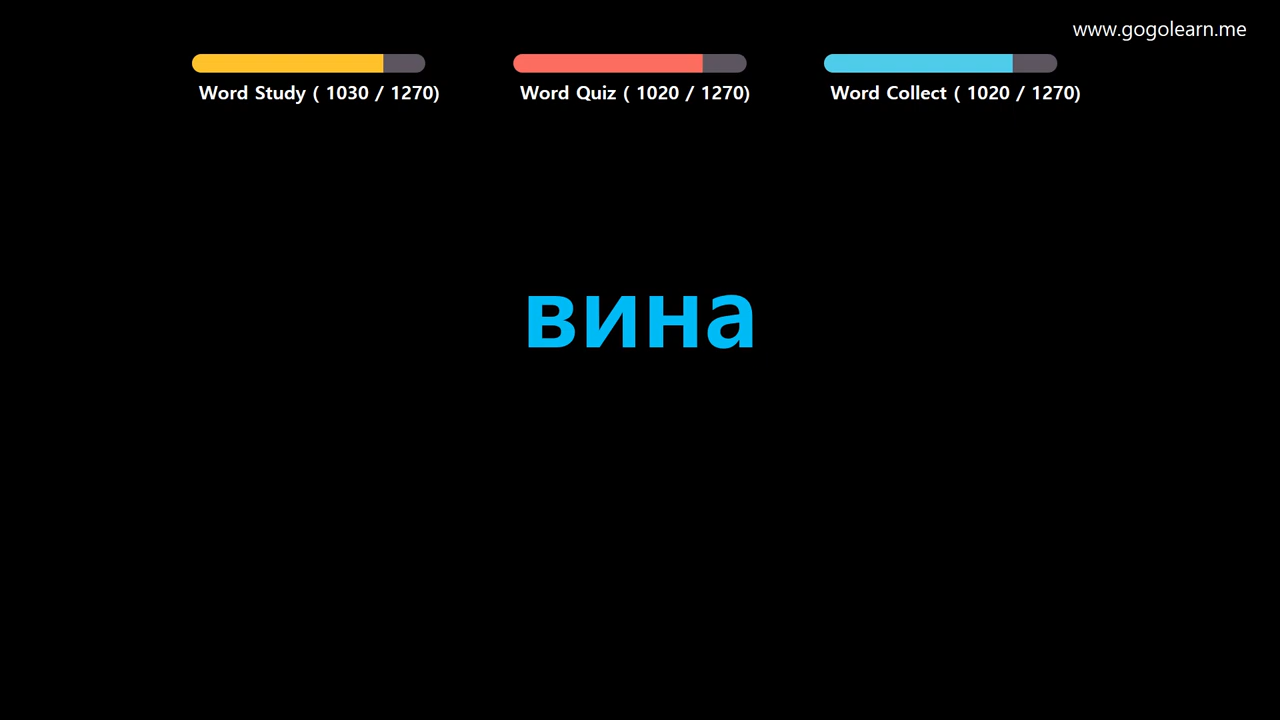 www.gogolearn.me
Word Study ( 1030 / 1270)
Word Quiz ( 1020 / 1270)
Word Collect ( 1020 / 1270)
вина